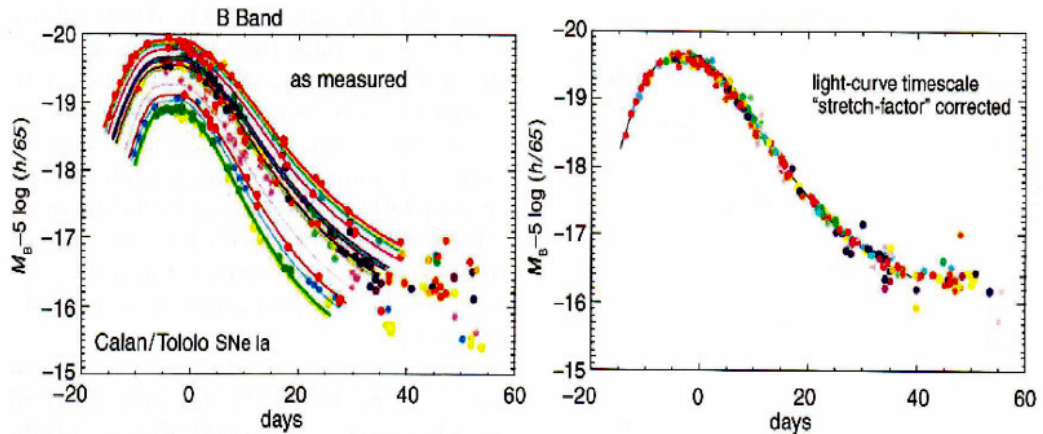 B Band
as measured
Calan/Tololo SNe Ia
M_B–5 log (h/65)
–20
–19
–18
–17
–16
–15
–20 0 20 40 60
days
light-curve timescale
"stretch-factor" corrected
M_B–5 log (h/65)
–20
–19
–18
–17
–16
–15
–20 0 20 40 60
days